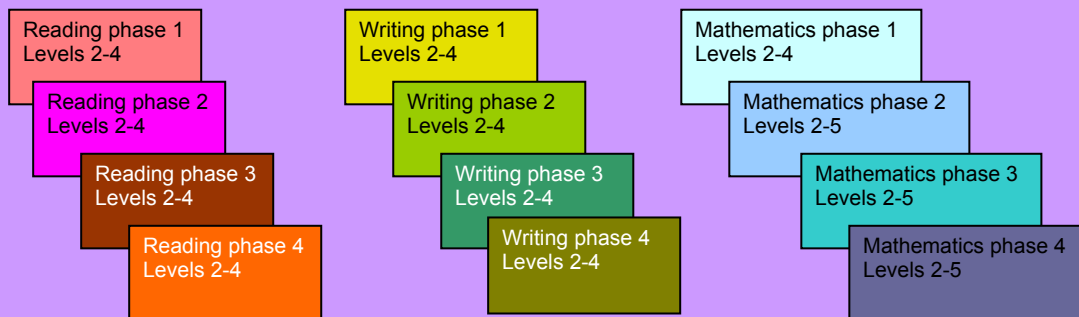 Reading phase 1
Levels 2-4
Reading phase 2
Levels 2-4
Reading phase 3
Levels 2-4
Reading phase 4
Levels 2-4
Writing phase 1
Levels 2-4
Writing phase 2
Levels 2-4
Writing phase 3
Levels 2-4
Writing phase 4
Levels 2-4
Mathematics phase 1
Levels 2-4
Mathematics phase 2
Levels 2-5
Mathematics phase 3
Levels 2-5
Mathematics phase 4
Levels 2-5